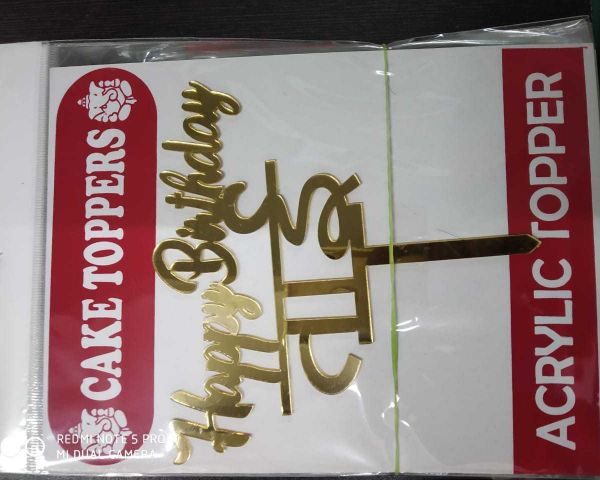 CAKE TOPPERS
Happy Birthday
ताई
ACRYLIC TOPPER
REDMI NOTE 5 PRO
MI DUAL CAMERA